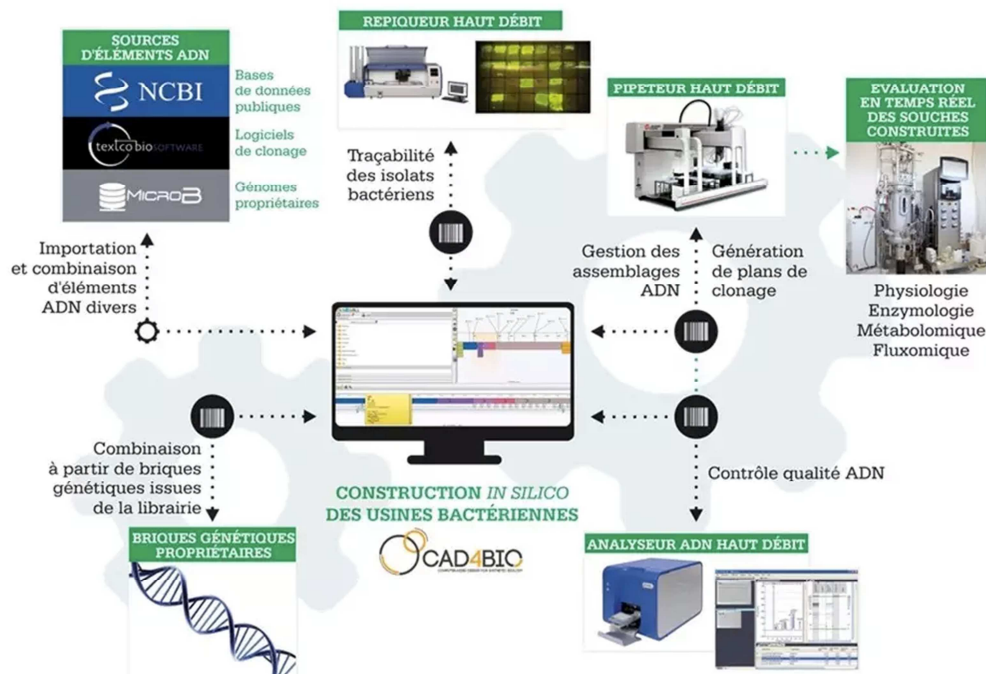 SOURCES
D'ÉLÉMENTS ADN
NCBI
Bases
de données
publiques
textco bioSOFTWARE
Logiciels
de clonage
MICROB
Génomes
propriétaires
REPIQUEUR HAUT DÉBIT
PIPETEUR HAUT DÉBIT
EVALUATION
EN TEMPS RÉEL
DES SOUCHES
CONSTRUITES
Traçabilité
des isolats
bactériens
Importation
et combinaison
d'éléments
ADN divers
Gestion des
assemblages
ADN
Génération
de plans de
clonage
Physiologie
Enzymologie
Métabolomique
Fluxomique
Combinaison
à partir de briques
génétiques issues
de la librairie
Contrôle qualité ADN
CONSTRUCTION IN SILICO
DES USINES BACTÉRIENNES
CAD4BIO
BRIQUES GÉNÉTIQUES
PROPRIÉTAIRES
ANALYSEUR ADN HAUT DÉBIT